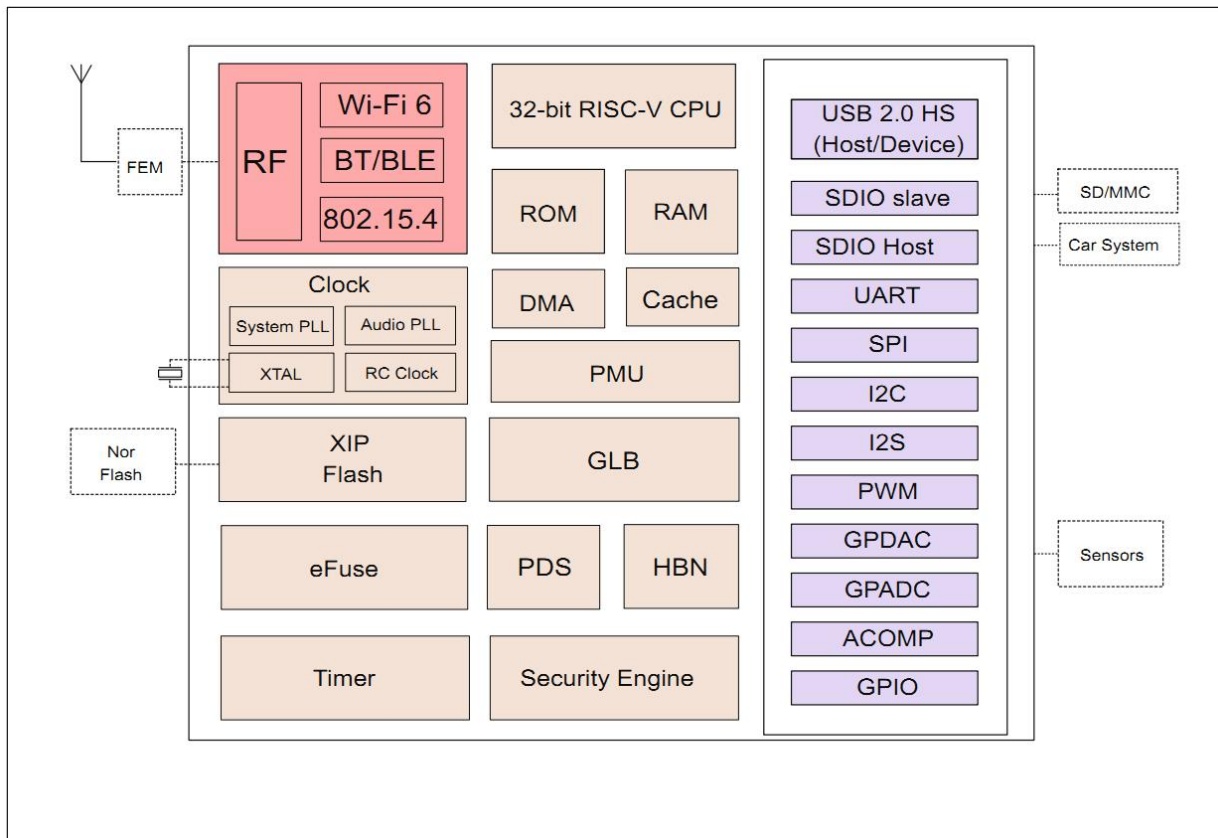 FEM
RF
Wi-Fi 6
BT/BLE
802.15.4
Clock
System PLL
Audio PLL
XTAL
RC Clock
Nor
Flash
XIP
Flash
eFuse
Timer
32-bit RISC-V CPU
ROM
RAM
DMA
Cache
PMU
GLB
PDS
HBN
Security Engine
USB 2.0 HS
(Host/Device)
SDIO slave
SDIO Host
UART
SPI
I2C
I2S
PWM
GPDAC
GPADC
ACOMP
GPIO
SD/MMC
Car System
Sensors